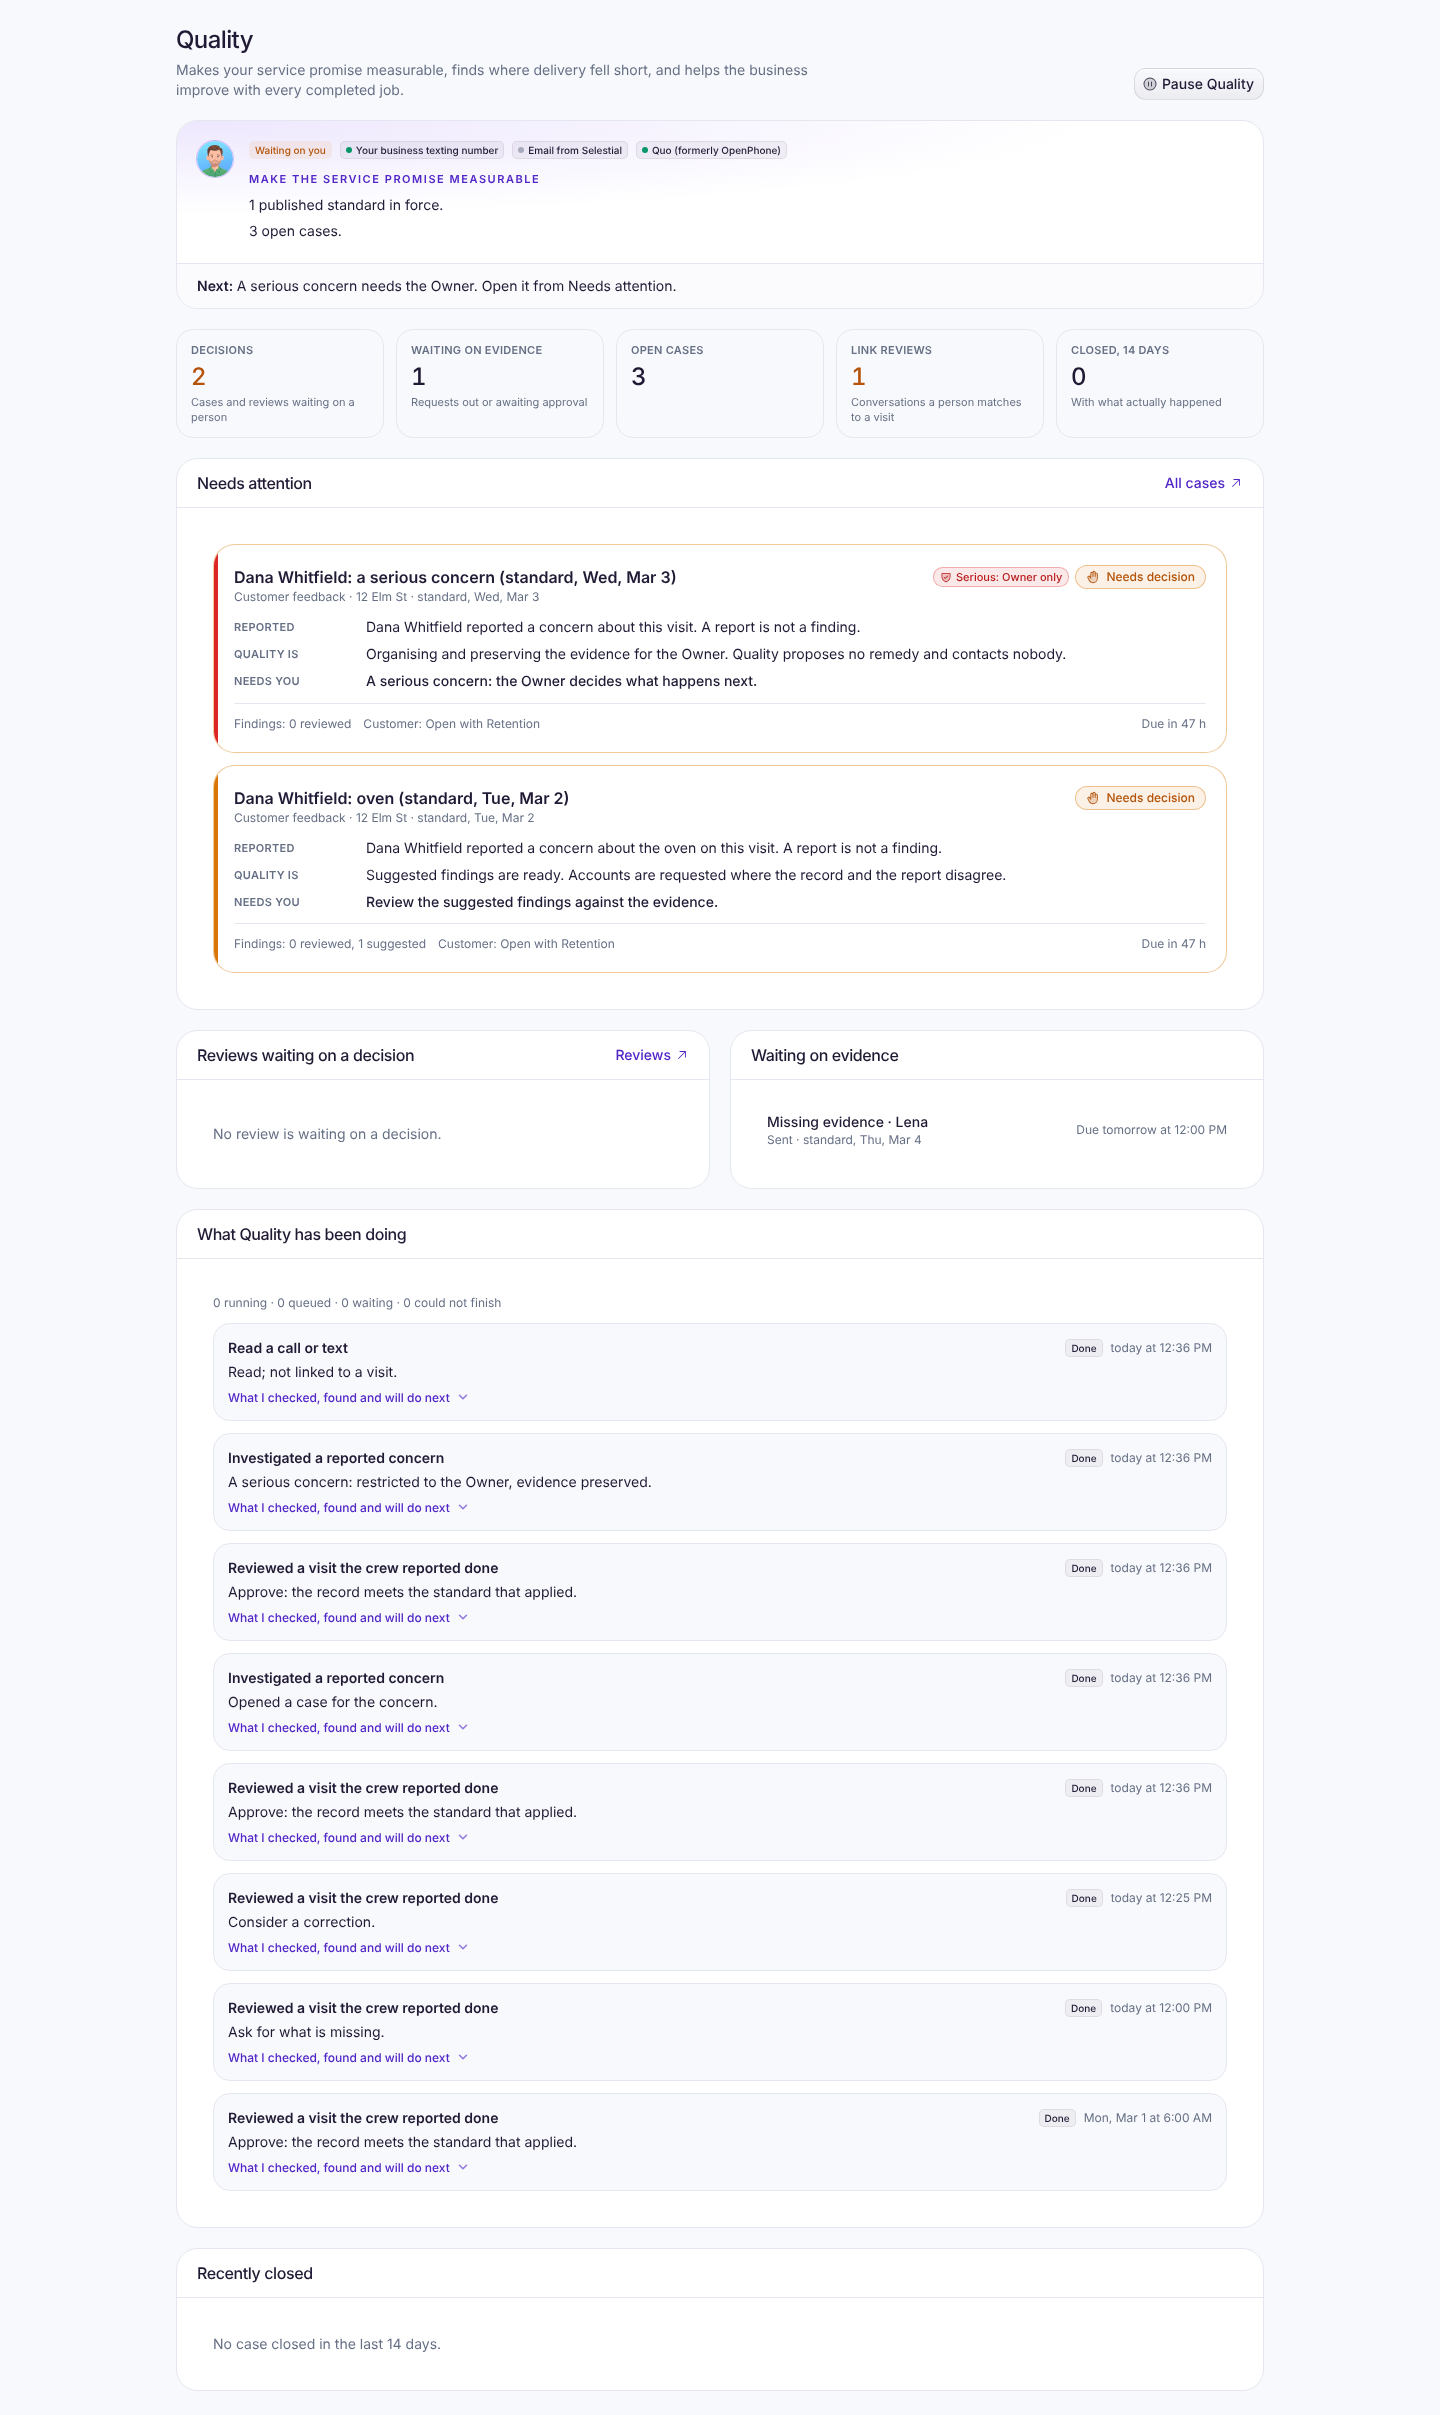 Quality
Makes your service promise measurable, finds where delivery fell short, and helps the business
improve with every completed job.
Pause Quality
Waiting on you
Your business texting number
Email from Selestial
Quo (formerly OpenPhone)
MAKE THE SERVICE PROMISE MEASURABLE
1 published standard in force.
3 open cases.
Next: A serious concern needs the Owner. Open it from Needs attention.
DECISIONS
2
Cases and reviews waiting on a
person
WAITING ON EVIDENCE
1
Requests out or awaiting approval
OPEN CASES
3
LINK REVIEWS
1
Conversations a person matches
to a visit
CLOSED, 14 DAYS
0
With what actually happened
Needs attention
All cases
Dana Whitfield: a serious concern (standard, Wed, Mar 3)
Serious: Owner only
Needs decision
Customer feedback · 12 Elm St · standard, Wed, Mar 3
REPORTED
Dana Whitfield reported a concern about this visit. A report is not a finding.
QUALITY IS
Organising and preserving the evidence for the Owner. Quality proposes no remedy and contacts nobody.
NEEDS YOU
A serious concern: the Owner decides what happens next.
Findings: 0 reviewed
Customer: Open with Retention
Due in 47 h
Dana Whitfield: oven (standard, Tue, Mar 2)
Needs decision
Customer feedback · 12 Elm St · standard, Tue, Mar 2
REPORTED
Dana Whitfield reported a concern about the oven on this visit. A report is not a finding.
QUALITY IS
Suggested findings are ready. Accounts are requested where the record and the report disagree.
NEEDS YOU
Review the suggested findings against the evidence.
Findings: 0 reviewed, 1 suggested
Customer: Open with Retention
Due in 47 h
Reviews waiting on a decision
Reviews
No review is waiting on a decision.
Waiting on evidence
Missing evidence · Lena
Sent · standard, Thu, Mar 4
Due tomorrow at 12:00 PM
What Quality has been doing
0 running · 0 queued · 0 waiting · 0 could not finish
Read a call or text
Done
today at 12:36 PM
Read; not linked to a visit.
What I checked, found and will do next
Investigated a reported concern
Done
today at 12:36 PM
A serious concern: restricted to the Owner, evidence preserved.
What I checked, found and will do next
Reviewed a visit the crew reported done
Done
today at 12:36 PM
Approve: the record meets the standard that applied.
What I checked, found and will do next
Investigated a reported concern
Done
today at 12:36 PM
Opened a case for the concern.
What I checked, found and will do next
Reviewed a visit the crew reported done
Done
today at 12:36 PM
Approve: the record meets the standard that applied.
What I checked, found and will do next
Reviewed a visit the crew reported done
Done
today at 12:25 PM
Consider a correction.
What I checked, found and will do next
Reviewed a visit the crew reported done
Done
today at 12:00 PM
Ask for what is missing.
What I checked, found and will do next
Reviewed a visit the crew reported done
Done
Mon, Mar 1 at 6:00 AM
Approve: the record meets the standard that applied.
What I checked, found and will do next
Recently closed
No case closed in the last 14 days.